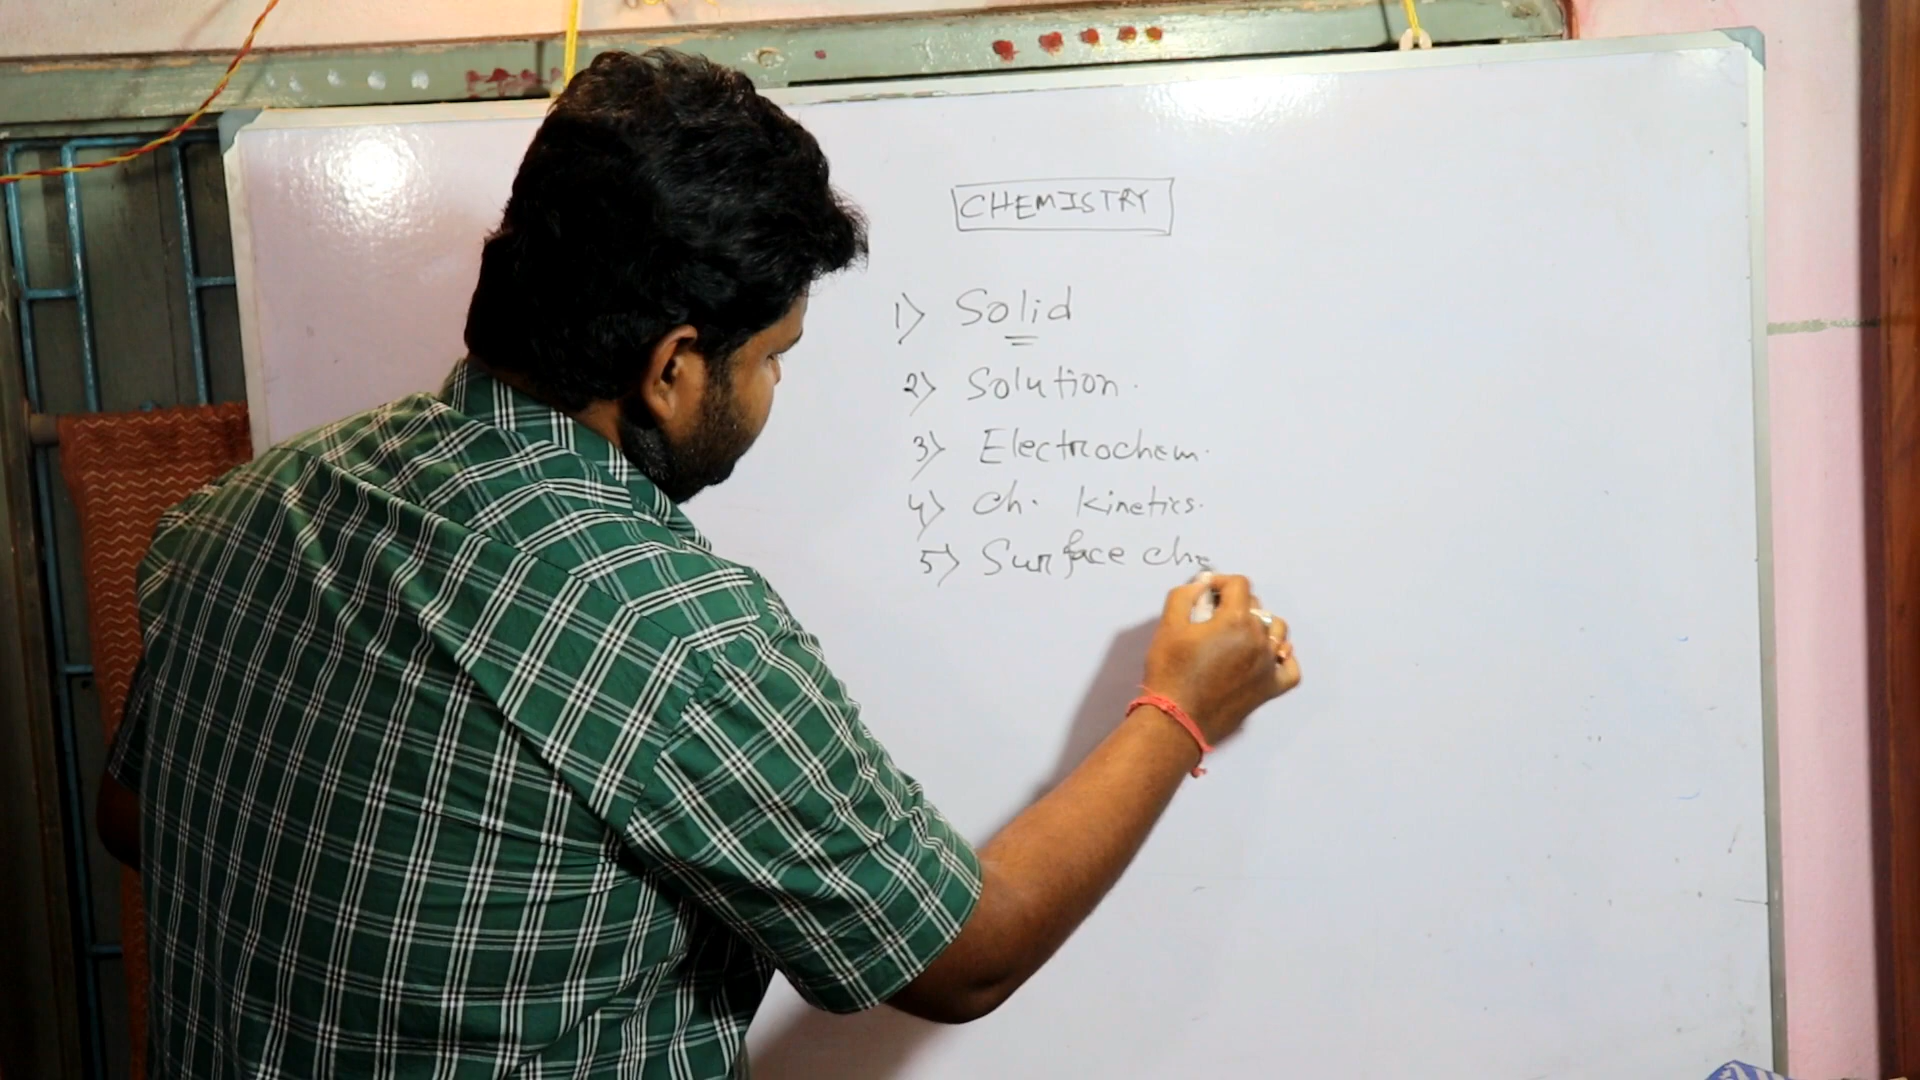 CHEMISTRY
1) Solid
2) Solution.
3) Electrochem.
4) Ch. Kinetics.
5) Surface che